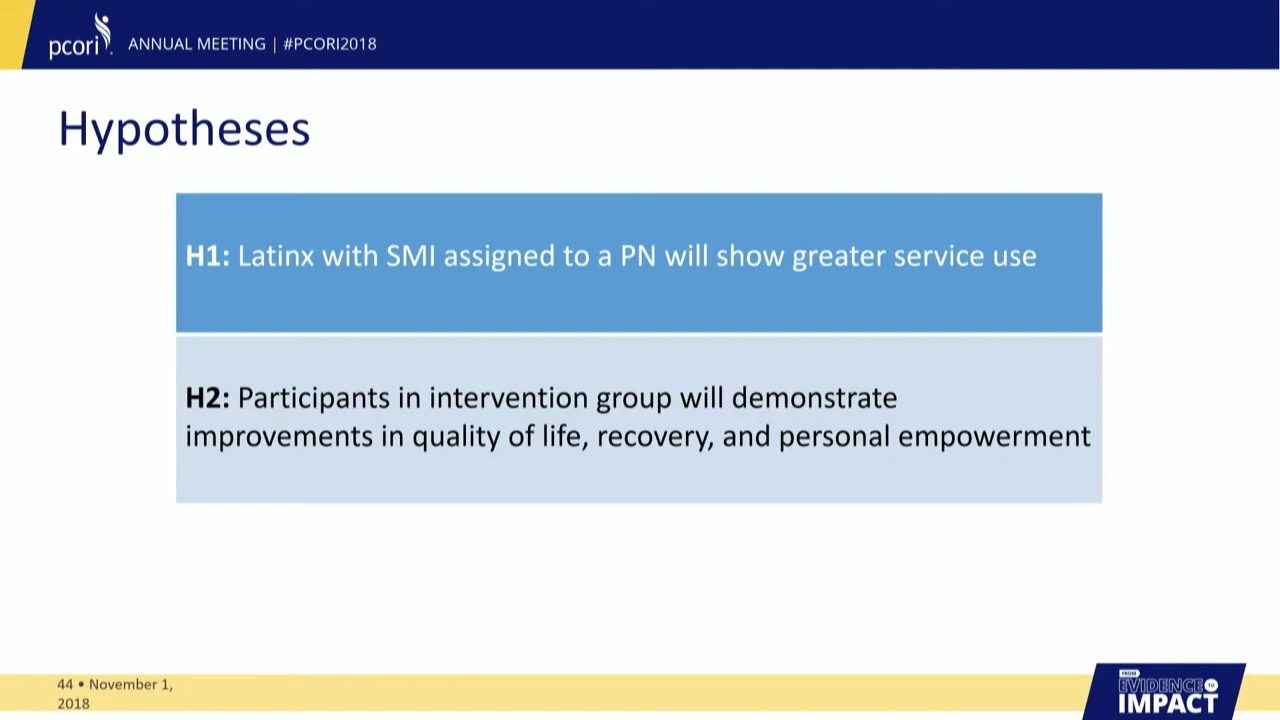 pcori
ANNUAL MEETING | #PCORI2018
Hypotheses
H1: Latinx with SMI assigned to a PN will show greater service use
H2: Participants in intervention group will demonstrate
improvements in quality of life, recovery, and personal empowerment
44 • November 1,
2018
FROM
EVIDENCE TO
IMPACT